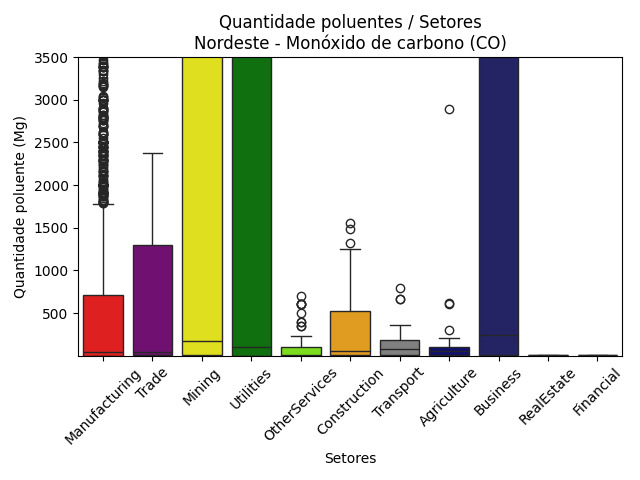 Quantidade poluentes / Setores
Nordeste - Monóxido de carbono (CO)
Quantidade poluente (Mg)
3500
3000
2500
2000
1500
1000
500
Manufacturing
Trade
Mining
Utilities
OtherServices
Construction
Transport
Agriculture
Business
RealEstate
Financial
Setores